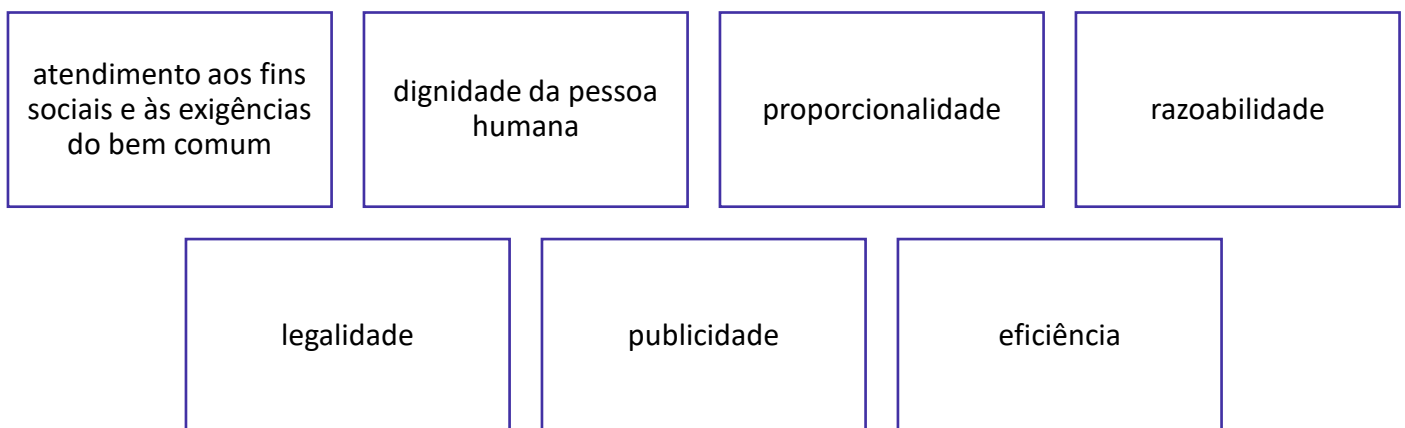 atendimento aos fins
sociais e às exigências
do bem comum
dignidade da pessoa
humana
proporcionalidade
razoabilidade
legalidade
publicidade
eficiência